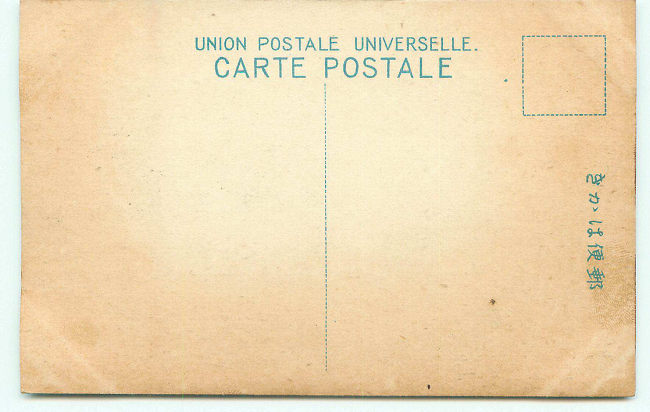 UNION POSTALE UNIVERSELLE.
CARTE POSTALE
郵便はがき